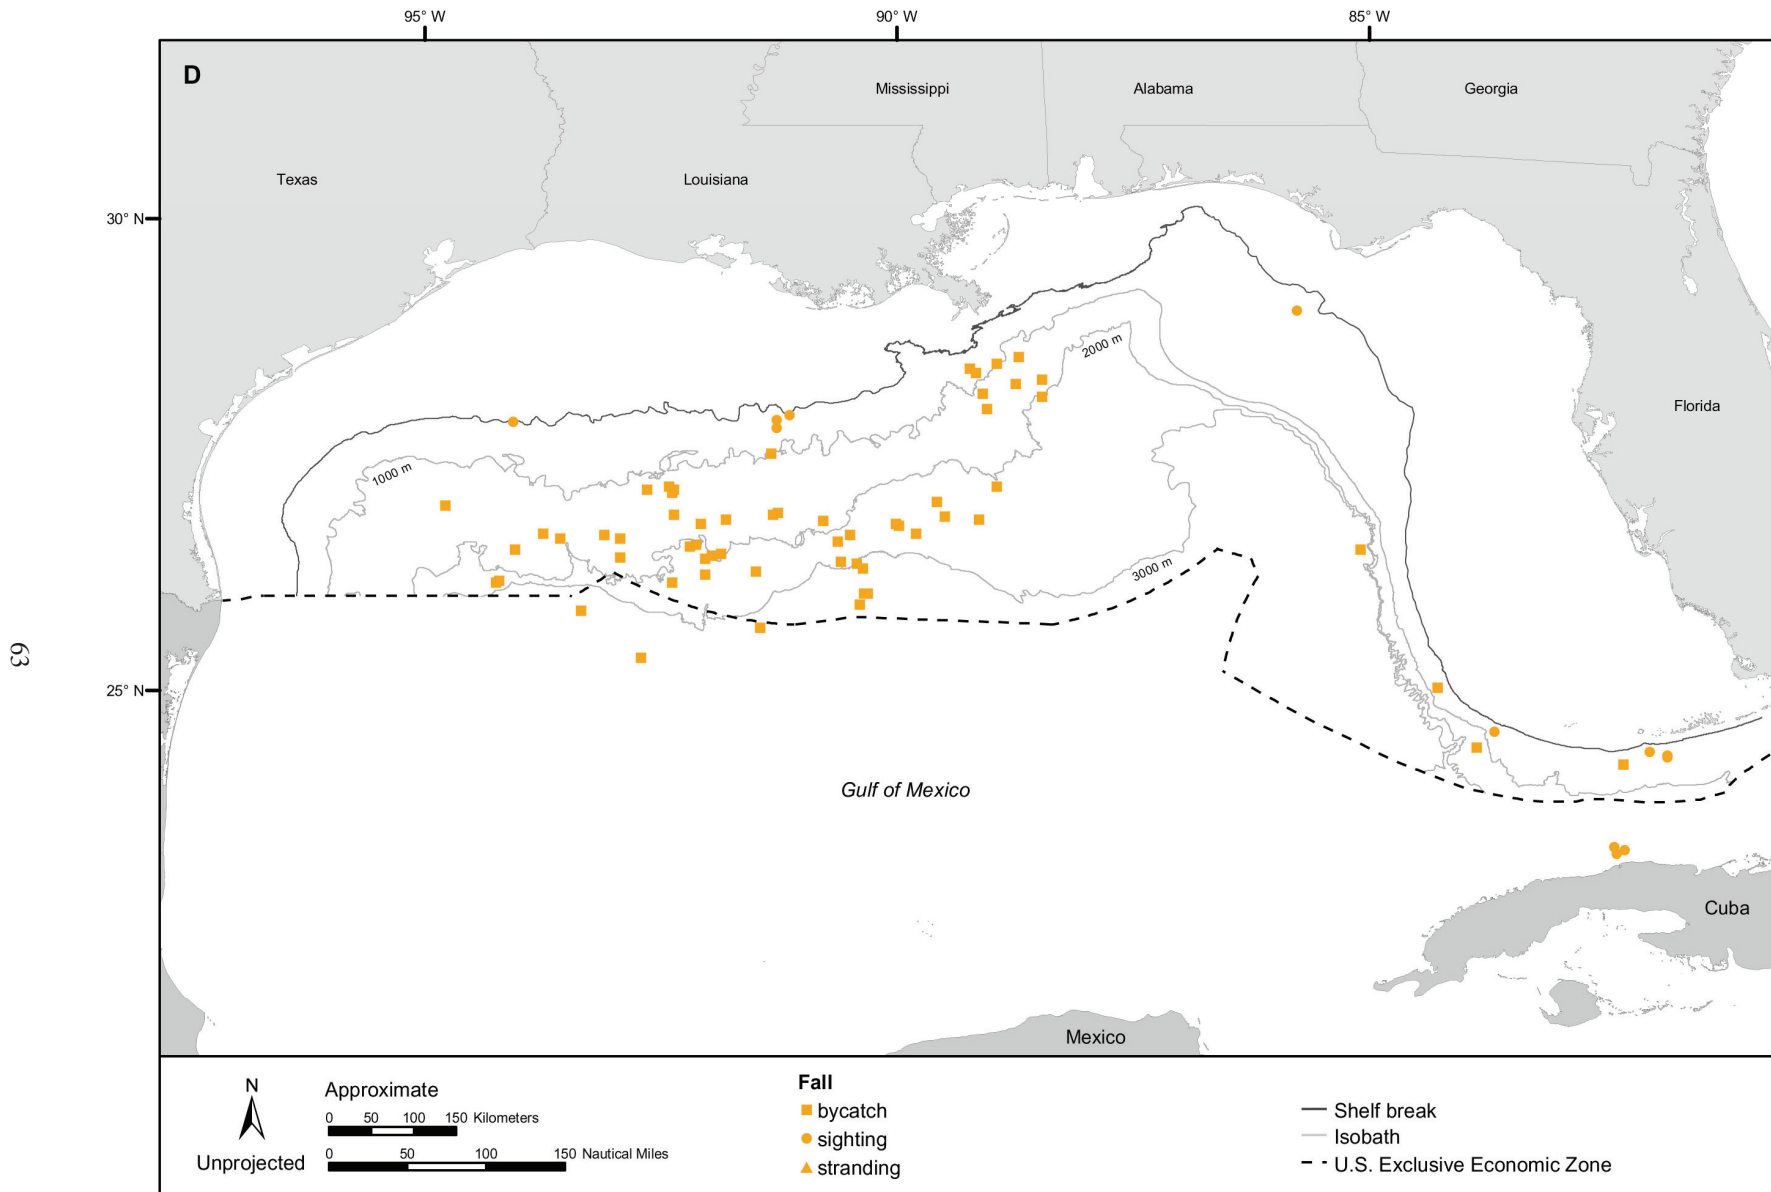 95° W
90° W
85° W
D
Mississippi
Alabama
Georgia
Texas
Louisiana
30° N
2000 m
Florida
1000 m
3000 m
63
25° N
Gulf of Mexico
Cuba
Mexico
N
Unprojected
Approximate
0 50 100 150 Kilometers
0 50 100 150 Nautical Miles
Fall
bycatch
sighting
stranding
Shelf break
Isobath
U.S. Exclusive Economic Zone